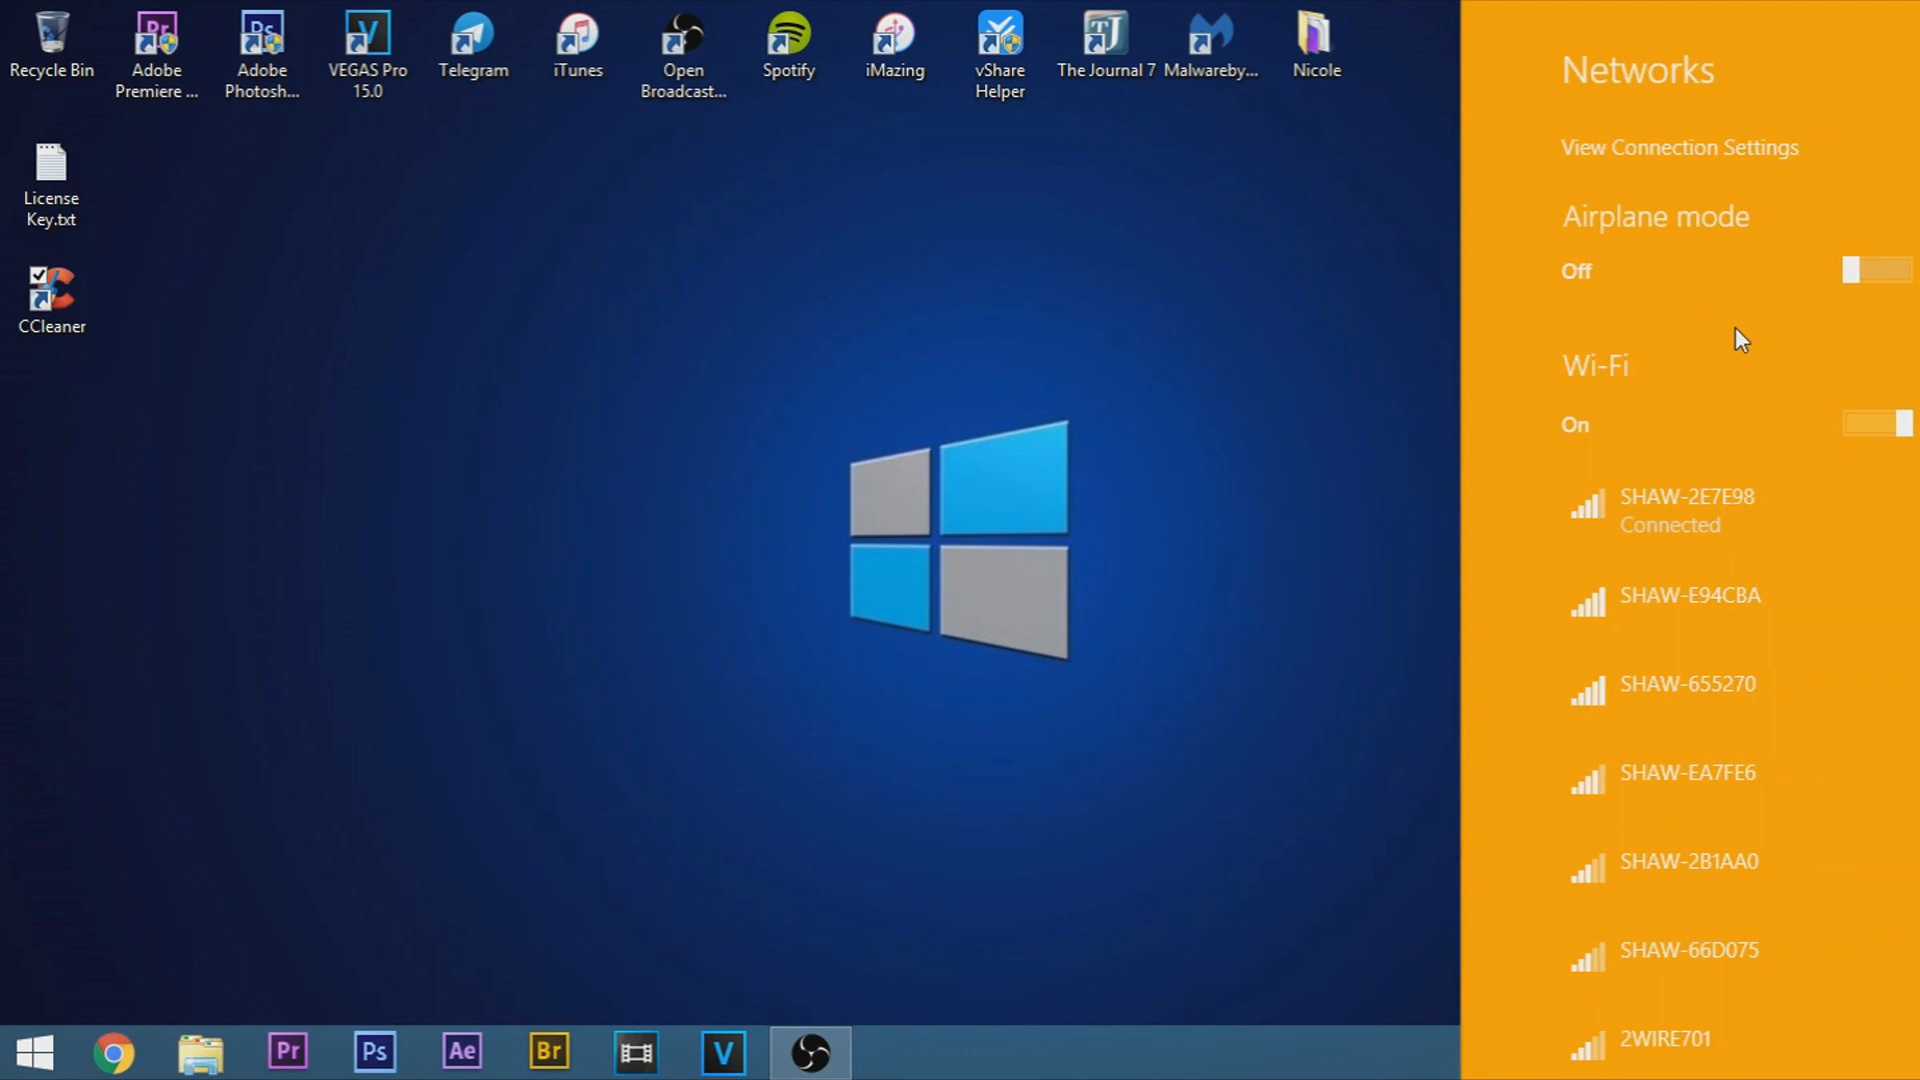 Recycle Bin
Adobe
Premiere ...
Adobe
Photosh...
VEGAS Pro
15.0
Telegram
iTunes
Open
Broadcast...
Spotify
iMazing
vShare
Helper
The Journal 7
Malwareby...
Nicole
License
Key.txt
CCleaner
Networks
View Connection Settings
Airplane mode
Off
Wi-Fi
On
SHAW-2E7E98
Connected
SHAW-E94CBA
SHAW-655270
SHAW-EA7FE6
SHAW-2B1AA0
SHAW-66D075
2WIRE701
Pr
Ps
Ae
Br
V